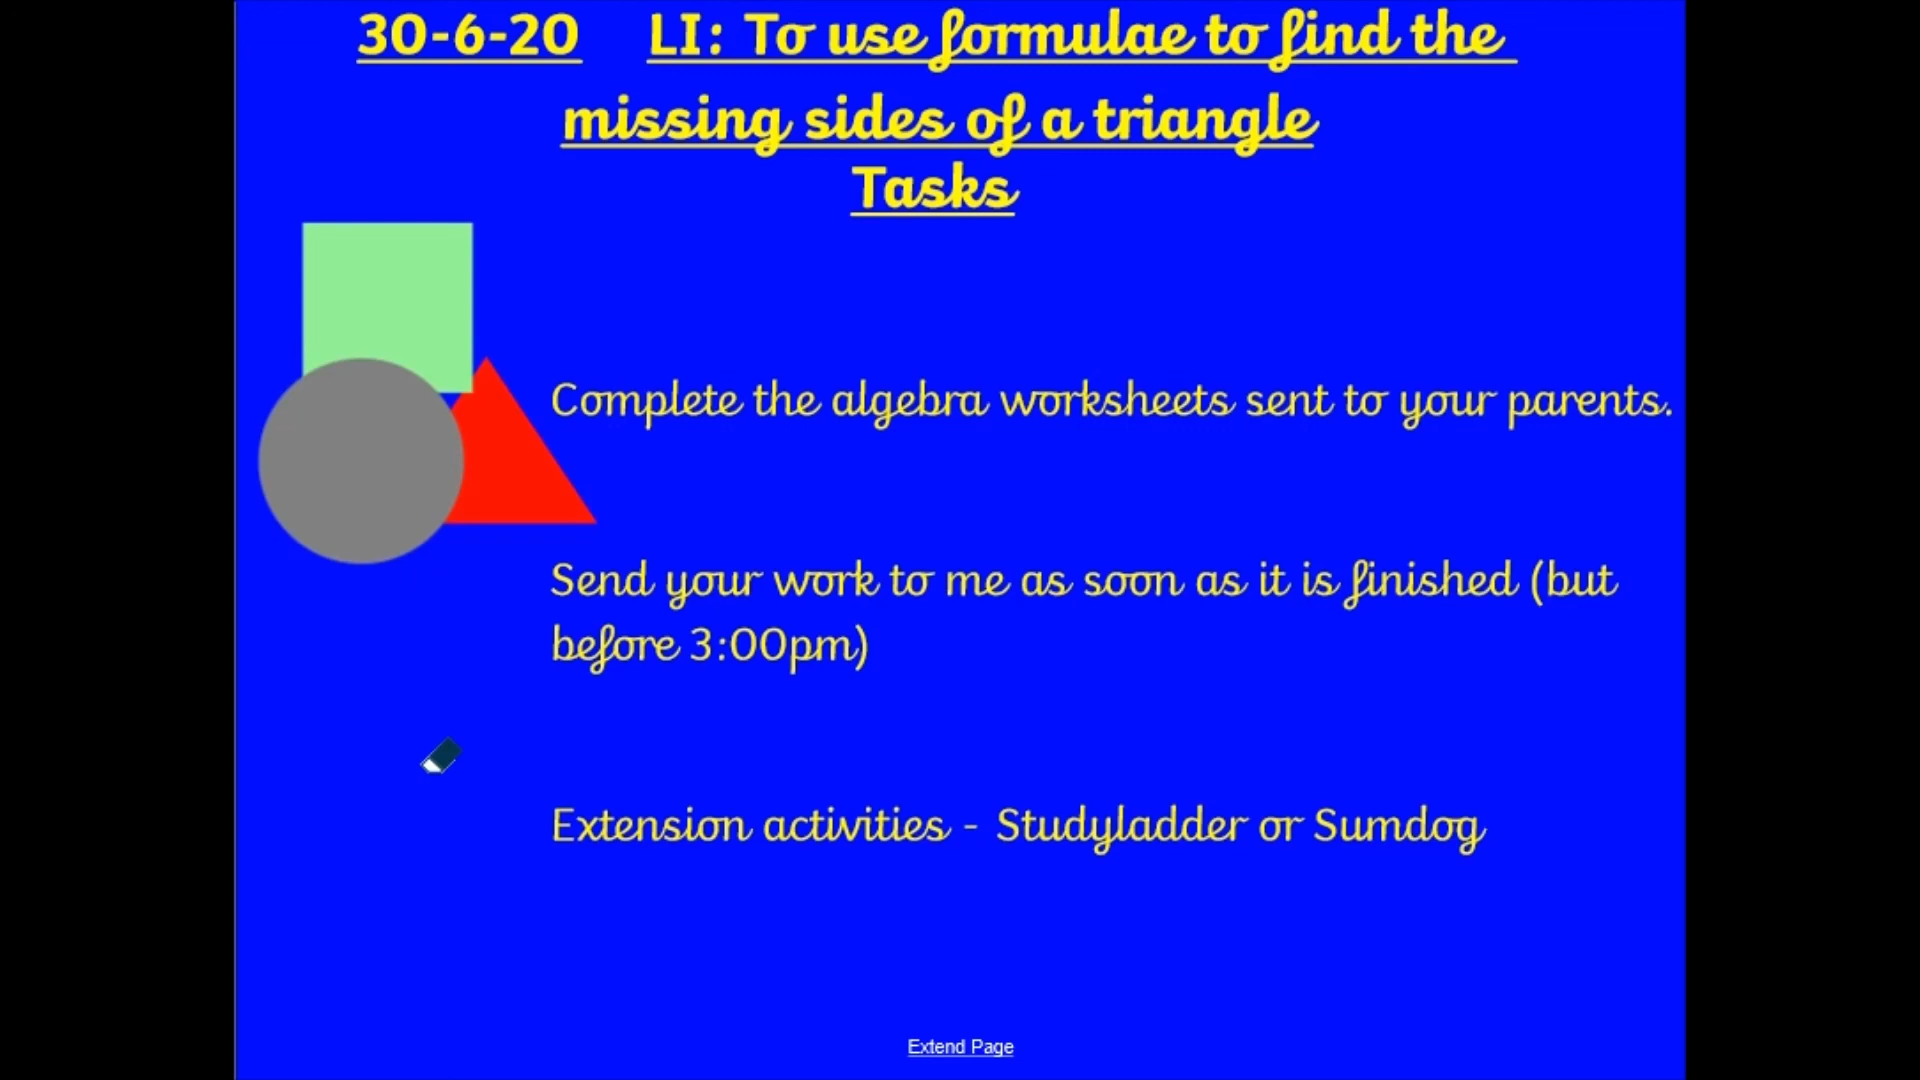 30-6-20 LI: To use formulae to find the
missing sides of a triangle
Tasks
Complete the algebra worksheets sent to your parents.
Send your work to me as soon as it is finished (but
before 3:00pm)
Extension activities - Studyladder or Sumdog
Extend Page